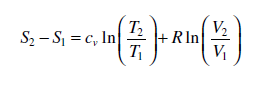 S₂ – S₁ = cᵥ ln(T₂/T₁) + R ln(V₂/V₁)